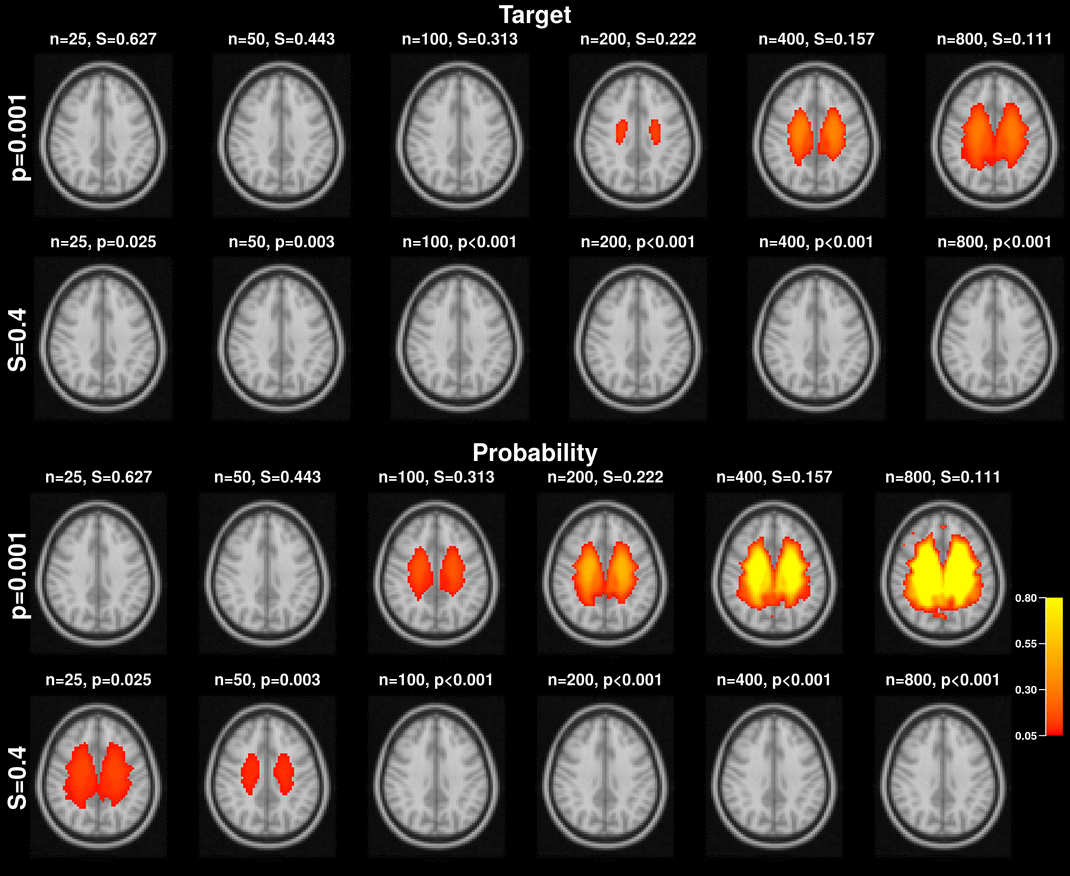 Target
n=25, S=0.627 n=50, S=0.443 n=100, S=0.313 n=200, S=0.222 n=400, S=0.157 n=800, S=0.111
p=0.001
n=25, p=0.025 n=50, p=0.003 n=100, p<0.001 n=200, p<0.001 n=400, p<0.001 n=800, p<0.001
S=0.4
Probability
n=25, S=0.627 n=50, S=0.443 n=100, S=0.313 n=200, S=0.222 n=400, S=0.157 n=800, S=0.111
p=0.001
0.80
0.55
0.30
0.05
n=25, p=0.025 n=50, p=0.003 n=100, p<0.001 n=200, p<0.001 n=400, p<0.001 n=800, p<0.001
S=0.4